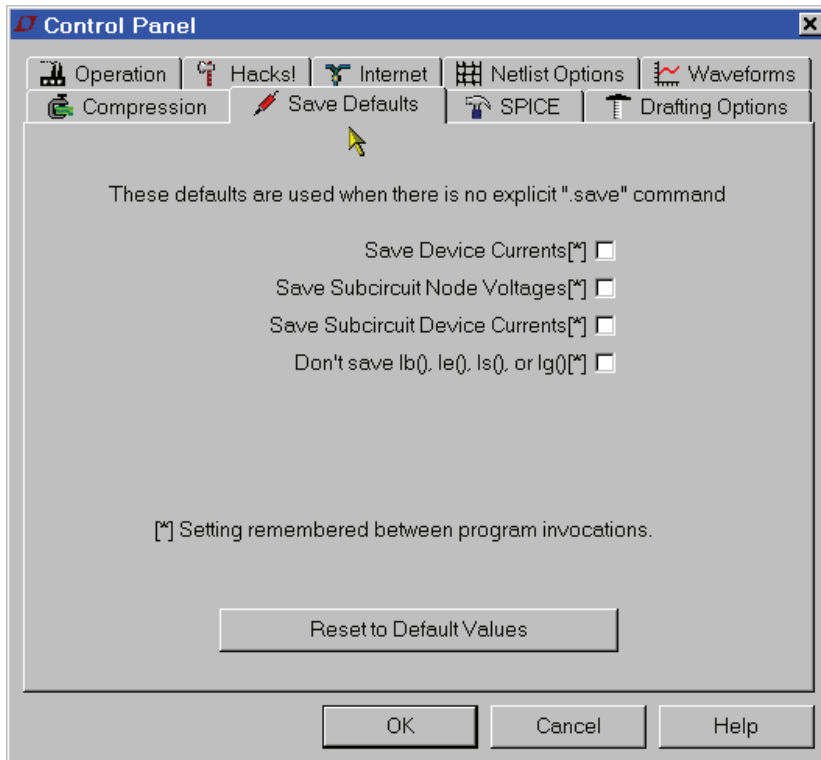 Control Panel
Operation Hacks! Internet Netlist Options Waveforms
Compression Save Defaults SPICE Drafting Options
These defaults are used when there is no explicit ".save" command
Save Device Currents[*]
Save Subcircuit Node Voltages[*]
Save Subcircuit Device Currents[*]
Don't save Ib(), Ie(), Is(), or Ig()[*]
[*] Setting remembered between program invocations.
Reset to Default Values
OK Cancel Help